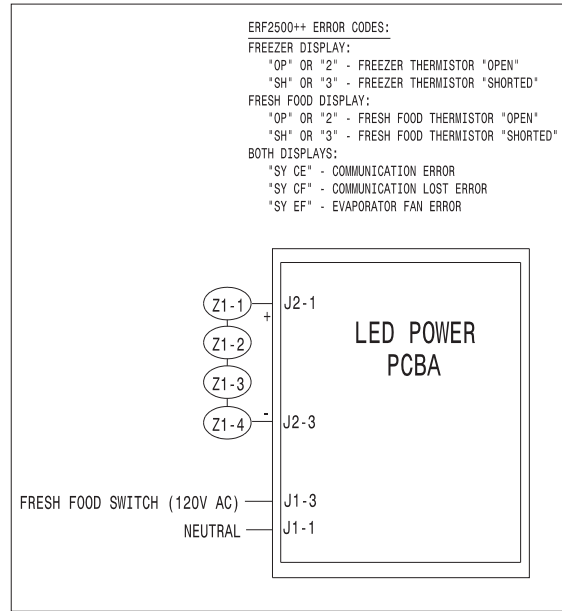 ERF2500++ ERROR CODES:
FREEZER DISPLAY:
"OP" OR "2" - FREEZER THERMISTOR "OPEN"
"SH" OR "3" - FREEZER THERMISTOR "SHORTED"
FRESH FOOD DISPLAY:
"OP" OR "2" - FRESH FOOD THERMISTOR "OPEN"
"SH" OR "3" - FRESH FOOD THERMISTOR "SHORTED"
BOTH DISPLAYS:
"SY CE" - COMMUNICATION ERROR
"SY CF" - COMMUNICATION LOST ERROR
"SY EF" - EVAPORATOR FAN ERROR
Z1-1 + J2-1
LED POWER
PCBA
Z1-2
Z1-3
Z1-4 - J2-3
FRESH FOOD SWITCH (120V AC) J1-3
NEUTRAL J1-1